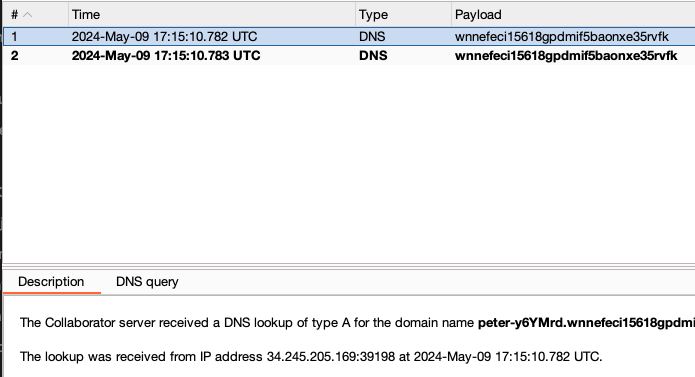 # Time Type Payload
1 2024-May-09 17:15:10.782 UTC DNS wnnefeci15618gpdmif5baonxe35rvfk
2 2024-May-09 17:15:10.783 UTC DNS wnnefeci15618gpdmif5baonxe35rvfk
Description DNS query
The Collaborator server received a DNS lookup of type A for the domain name peter-y6YMrd.wnnefeci15618gpdmi
The lookup was received from IP address 34.245.205.169:39198 at 2024-May-09 17:15:10.782 UTC.